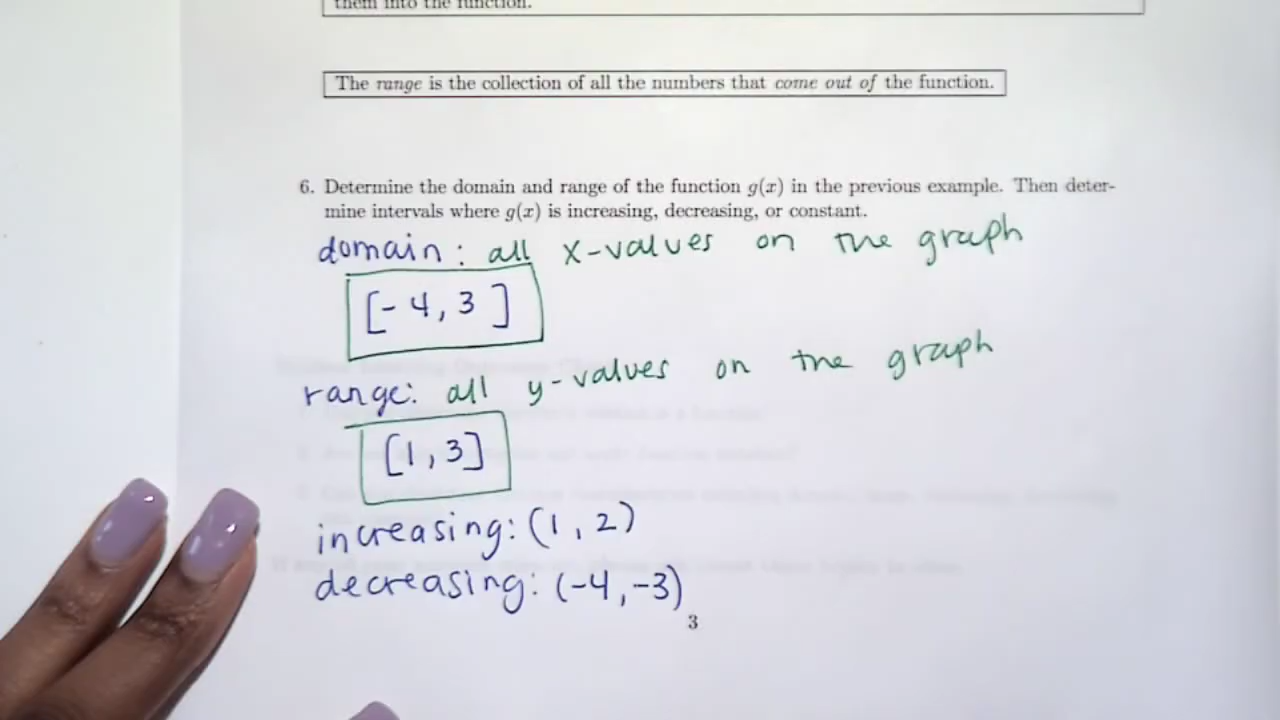 them into the function.
The range is the collection of all the numbers that come out of the function.
6. Determine the domain and range of the function g(x) in the previous example. Then deter-
mine intervals where g(x) is increasing, decreasing, or constant.
domain: all x-values on the graph
[-4, 3]
range: all y-values on the graph
[1, 3]
increasing: (1, 2)
decreasing: (-4, -3)
3